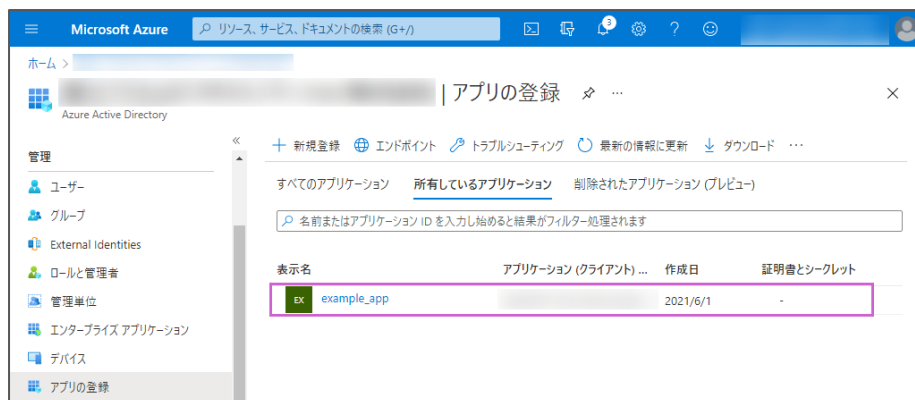 Microsoft Azure
リソース、サービス、ドキュメントの検索 (G+/)
3
ホーム >
| アプリの登録
Azure Active Directory
管理
ユーザー
グループ
External Identities
ロールと管理者
管理単位
エンタープライズ アプリケーション
デバイス
アプリの登録
新規登録 エンドポイント トラブルシューティング 最新の情報に更新 ダウンロード
すべてのアプリケーション 所有しているアプリケーション 削除されたアプリケーション (プレビュー)
名前またはアプリケーション ID を入力し始めると結果がフィルター処理されます
表示名 アプリケーション (クライアント) ... 作成日 証明書とシークレット
EX example_app 2021/6/1 -